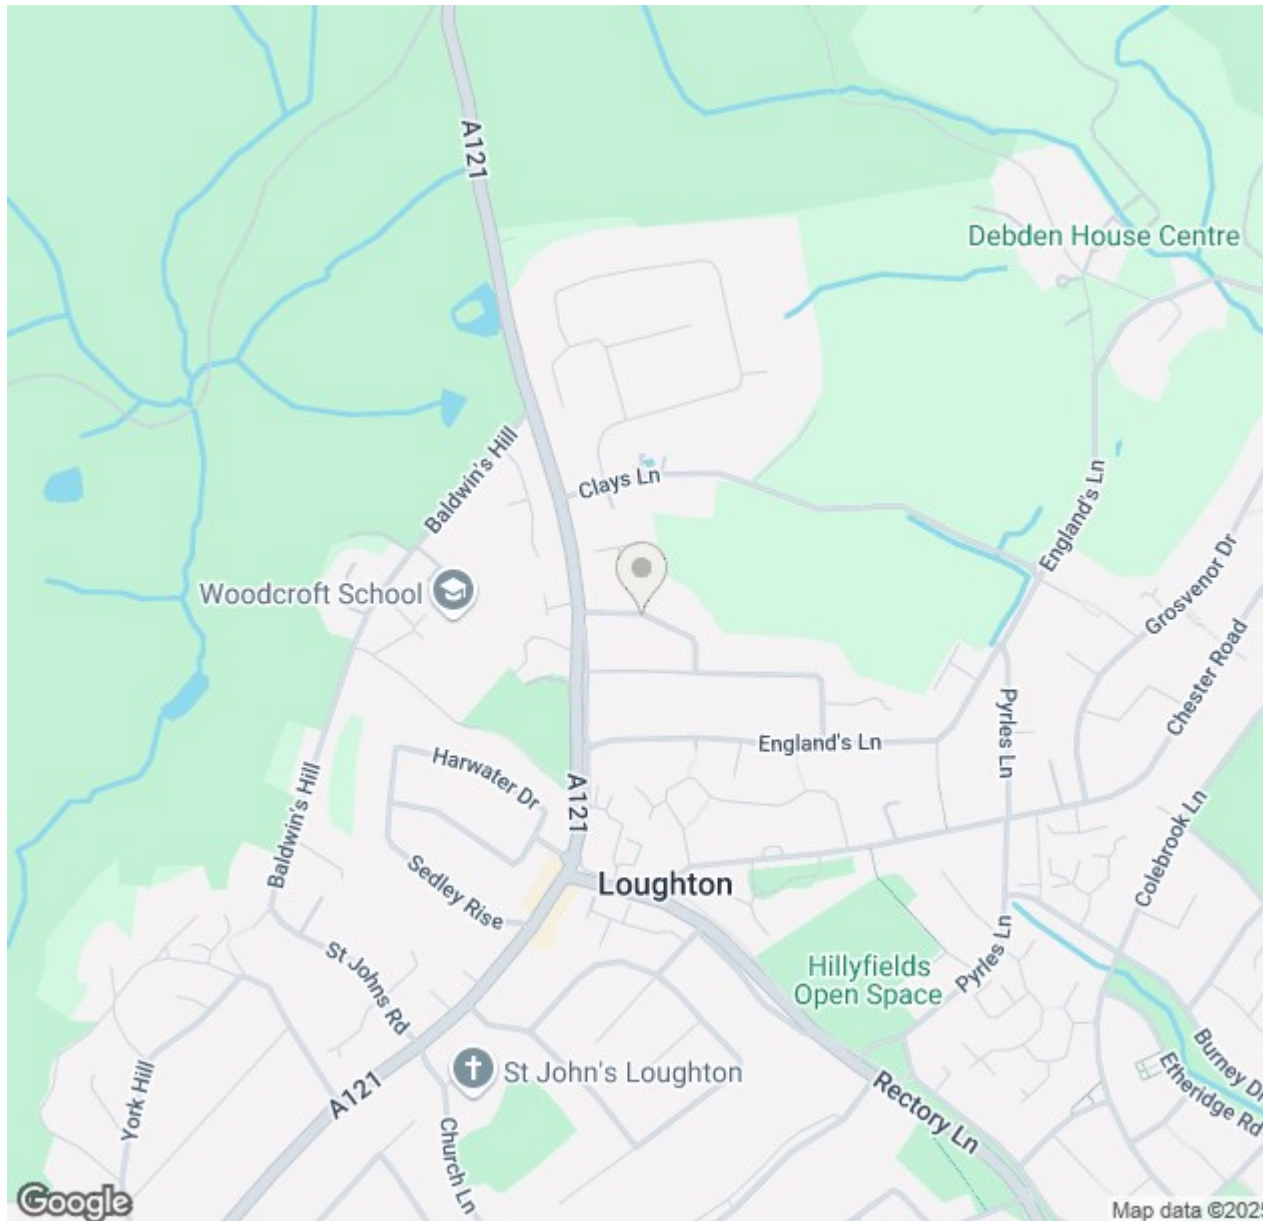 A121
Debden House Centre
Baldwin's Hill
Clays Ln
England's Ln
Woodcroft School
Grosvenor Dr
Chester Road
Pyrles Ln
England's Ln
Harwater Dr
A121
Baldwin's Hill
Colebrook Ln
Sedley Rise
Loughton
St Johns Rd
Hillyfields
Open Space
Pyrles Ln
Burney Dr
Etheridge Rd
York Hill
A121
St John's Loughton
Rectory Ln
Church Ln
Google
Map data ©2025